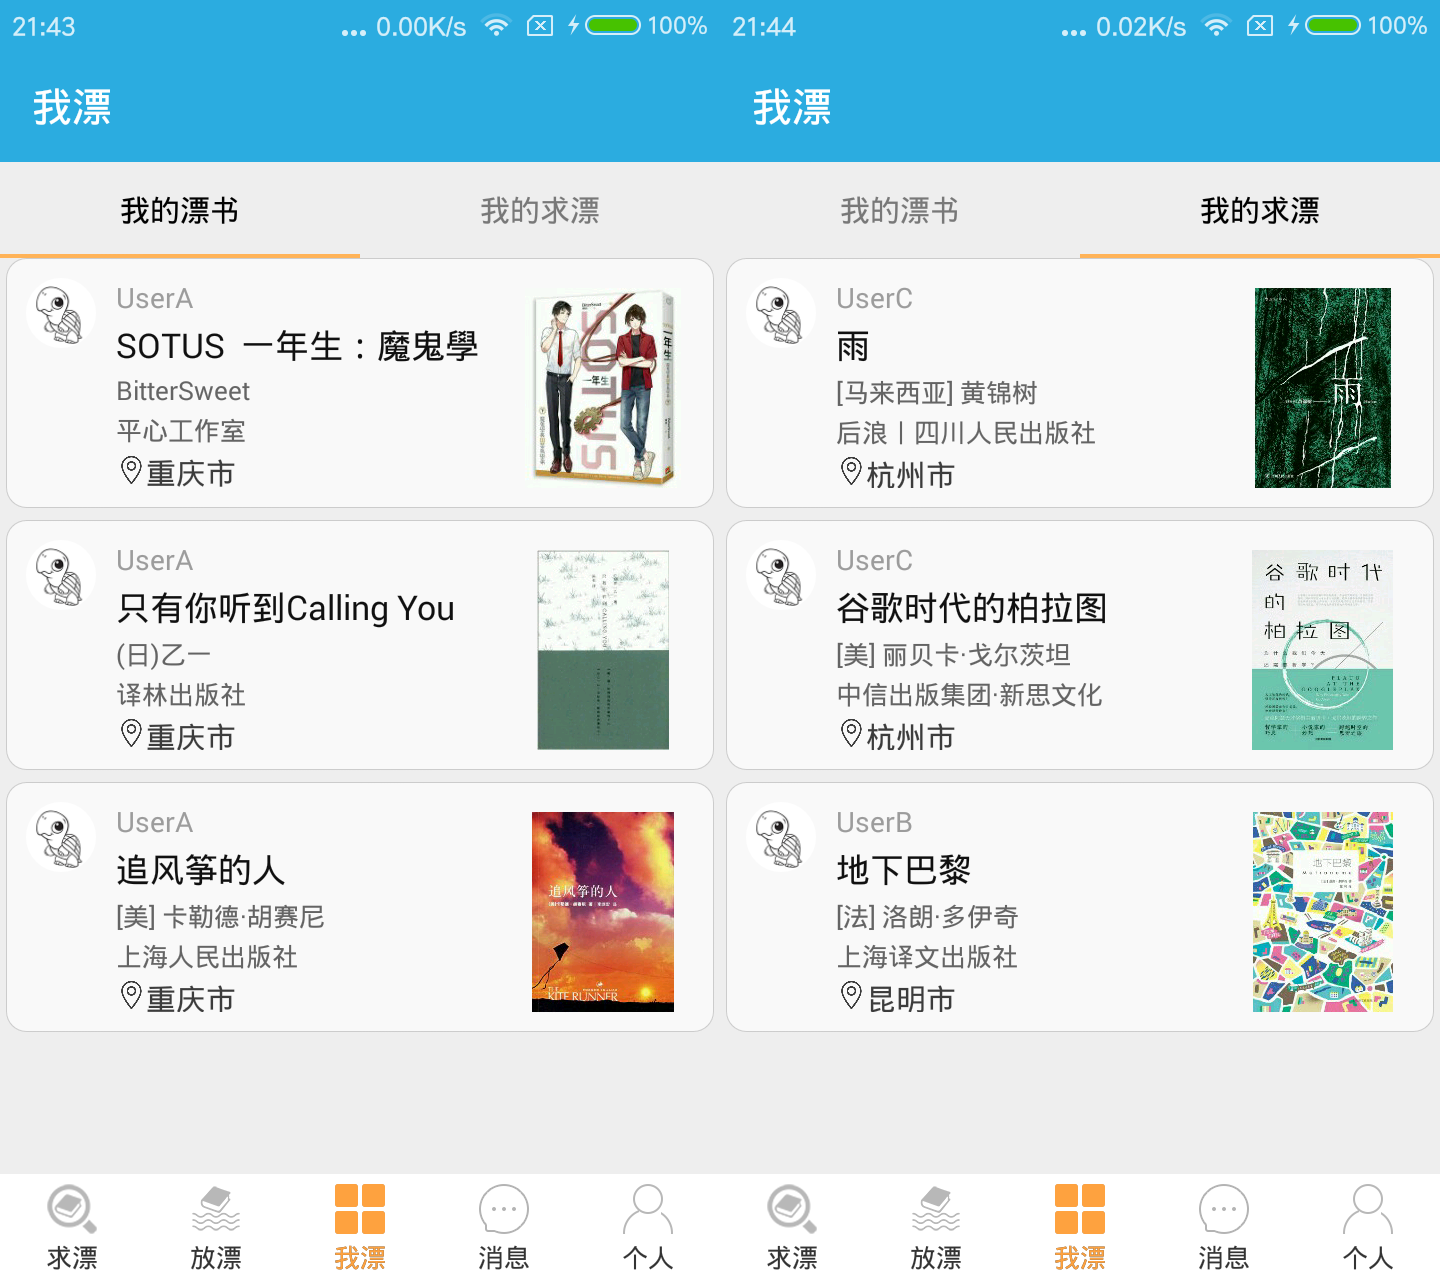 21:43
... 0.00K/s
100%
我漂
我的漂书
我的求漂
UserA
SOTUS 一年生：魔鬼學
BitterSweet
平心工作室
重庆市
SOTUS
一年生
UserA
只有你听到Calling You
(日)乙一
译林出版社
重庆市
UserA
追风筝的人
[美] 卡勒德·胡赛尼
上海人民出版社
重庆市
追风筝的人
THE
KITE RUNNER
求漂
放漂
我漂
消息
个人
21:44
... 0.02K/s
100%
我漂
我的漂书
我的求漂
UserC
雨
[马来西亚] 黄锦树
后浪丨四川人民出版社
杭州市
雨
UserC
谷歌时代的柏拉图
[美] 丽贝卡·戈尔茨坦
中信出版集团·新思文化
杭州市
谷歌时代
的
柏拉图
PLATO
AT THE
GOOGLEPLEX
UserB
地下巴黎
[法] 洛朗·多伊奇
上海译文出版社
昆明市
地下巴黎
求漂
放漂
我漂
消息
个人